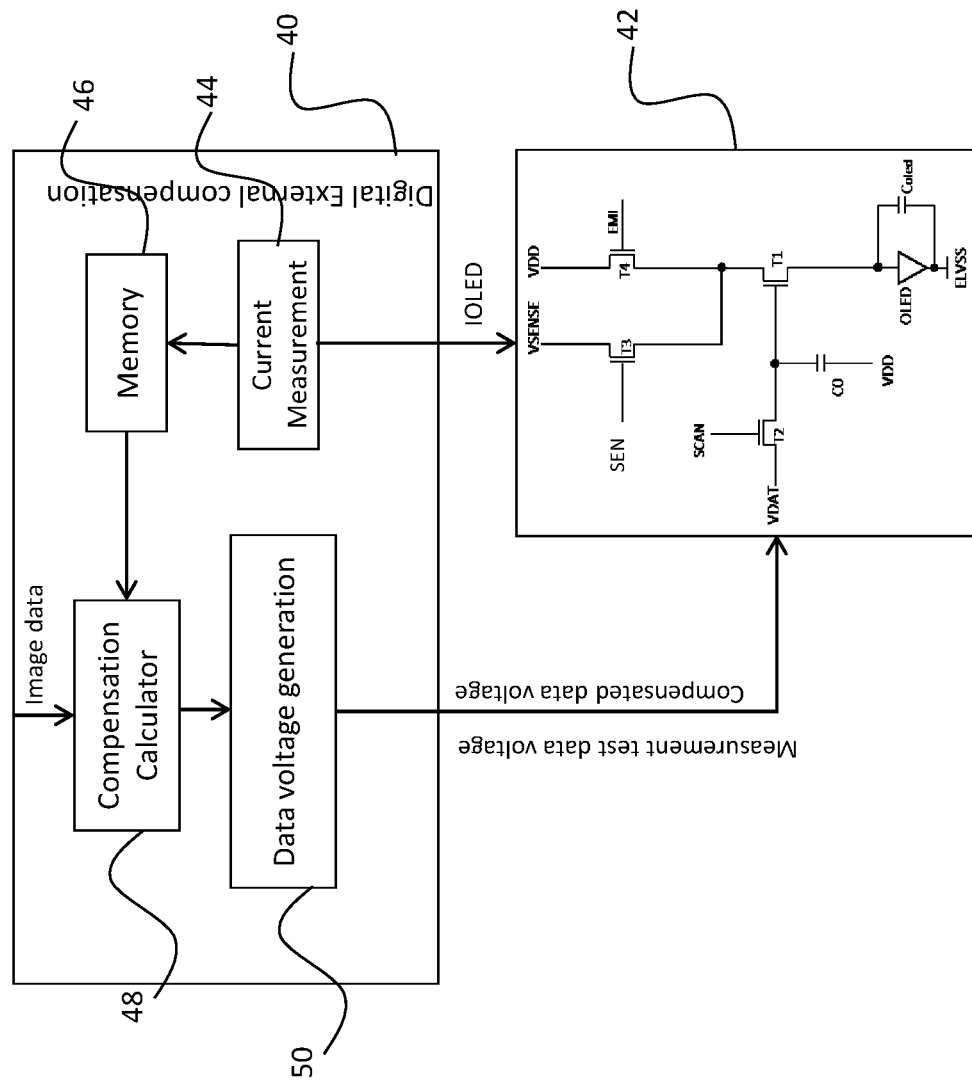 Image data
Compensation
Calculator
48
Data voltage generation
50
Memory
46
Current
Measurement
44
Digital External compensation
40
IOLED
Compensated data voltage
Measurement test data voltage
42
VSENSE
VDD
T3
T4
EMI
SEN
SCAN
VDAT
T2
C0
VDD
T1
Coled
OLED
ELVSS